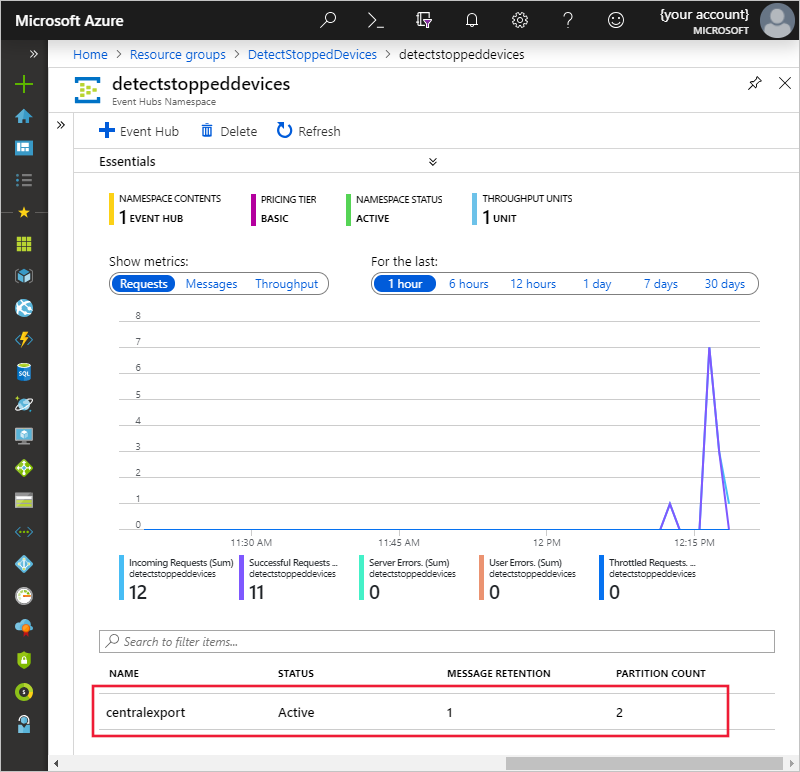 Microsoft Azure
{your account}
MICROSOFT
Home > Resource groups > DetectStoppedDevices > detectstoppeddevices
detectstoppeddevices
Event Hubs Namespace
Event Hub Delete Refresh
Essentials
NAMESPACE CONTENTS
1 EVENT HUB
PRICING TIER
BASIC
NAMESPACE STATUS
ACTIVE
THROUGHPUT UNITS
1 UNIT
Show metrics:
Requests Messages Throughput
For the last:
1 hour 6 hours 12 hours 1 day 7 days 30 days
8
7
6
5
4
3
2
1
0
11:30 AM 11:45 AM 12 PM 12:15 PM
Incoming Requests (Sum)
detectstoppeddevices
12
Successful Requests ...
detectstoppeddevices
11
Server Errors. (Sum)
detectstoppeddevices
0
User Errors. (Sum)
detectstoppeddevices
0
Throttled Requests. ...
detectstoppeddevices
0
Search to filter items...
NAME STATUS MESSAGE RETENTION PARTITION COUNT
centralexport Active 1 2